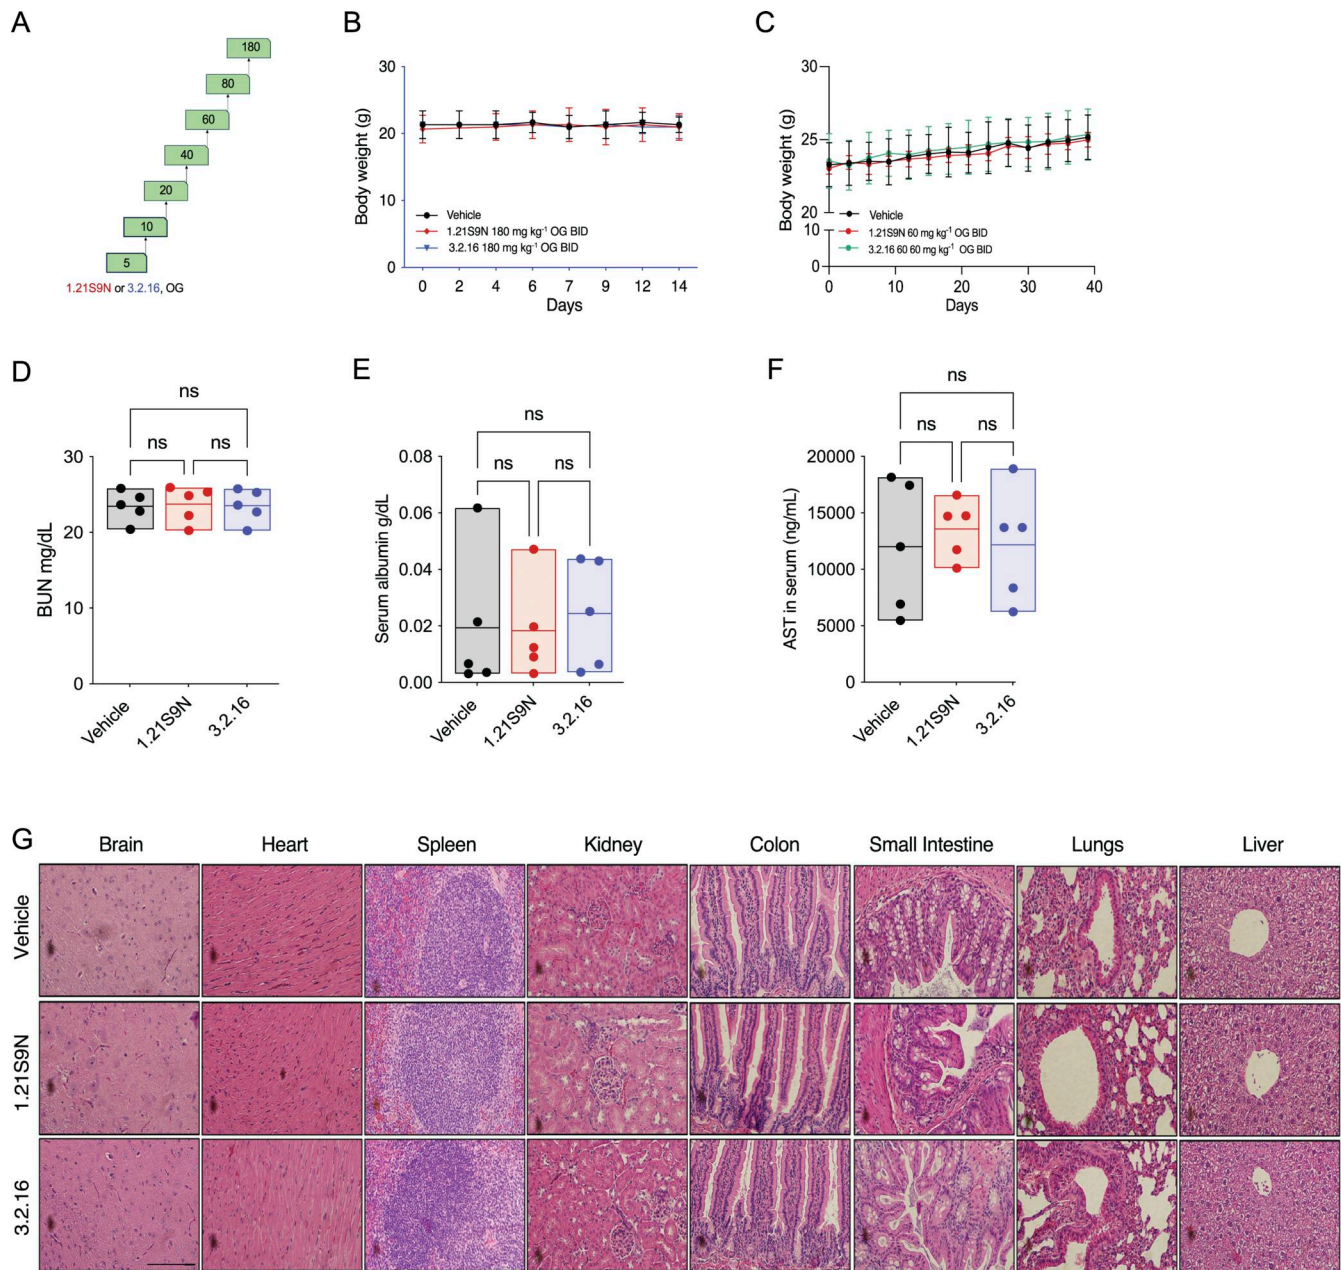 A
180
80
60
40
20
10
5
1.21S9N or 3.2.16, OG
B
Body weight (g)
30
20
10
0
Vehicle
1.21S9N 180 mg kg⁻¹ OG BID
3.2.16 180 mg kg⁻¹ OG BID
0 2 4 6 7 9 12 14
Days
C
Body weight (g)
30
25
20
10
0
Vehicle
1.21S9N 60 mg kg⁻¹ OG BID
3.2.16 60 60 mg kg⁻¹ OG BID
0 10 20 30 40
Days
D
ns
ns ns
BUN mg/dL
30
20
10
0
Vehicle 1.21S9N 3.2.16
E
ns
ns ns
Serum albumin g/dL
0.08
0.06
0.04
0.02
0.00
Vehicle 1.21S9N 3.2.16
F
ns
ns ns
AST in serum (ng/mL)
20000
15000
10000
5000
0
Vehicle 1.21S9N 3.2.16
G
Brain Heart Spleen Kidney Colon Small Intestine Lungs Liver
Vehicle
1.21S9N
3.2.16